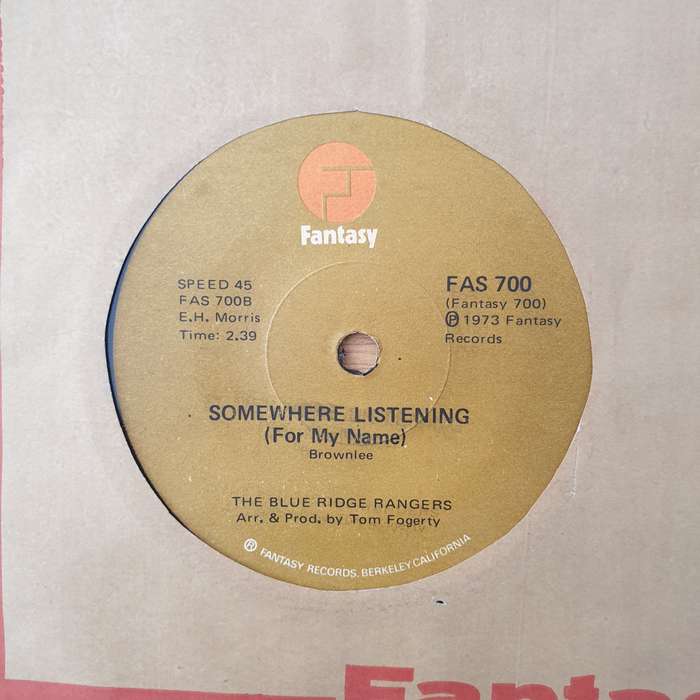 Fantasy
SPEED 45
FAS 700B
E.H. Morris
Time: 2.39
FAS 700
(Fantasy 700)
Ⓟ 1973 Fantasy
Records
SOMEWHERE LISTENING
(For My Name)
Brownlee
THE BLUE RIDGE RANGERS
Arr. & Prod. by Tom Fogerty
® FANTASY RECORDS, BERKELEY CALIFORNIA